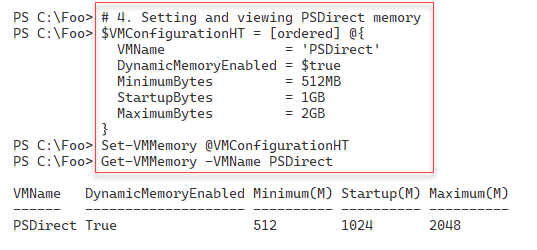 PS C:\Foo> # 4. Setting and viewing PSDirect memory
PS C:\Foo> $VMConfigurationHT = [ordered] @{
VMName = 'PSDirect'
DynamicMemoryEnabled = $true
MinimumBytes = 512MB
StartupBytes = 1GB
MaximumBytes = 2GB
}
PS C:\Foo> Set-VMMemory @VMConfigurationHT
PS C:\Foo> Get-VMMemory -VMName PSDirect
VMName DynamicMemoryEnabled Minimum(M) Startup(M) Maximum(M)
------ -------------------- ---------- ---------- ----------
PSDirect True 512 1024 2048